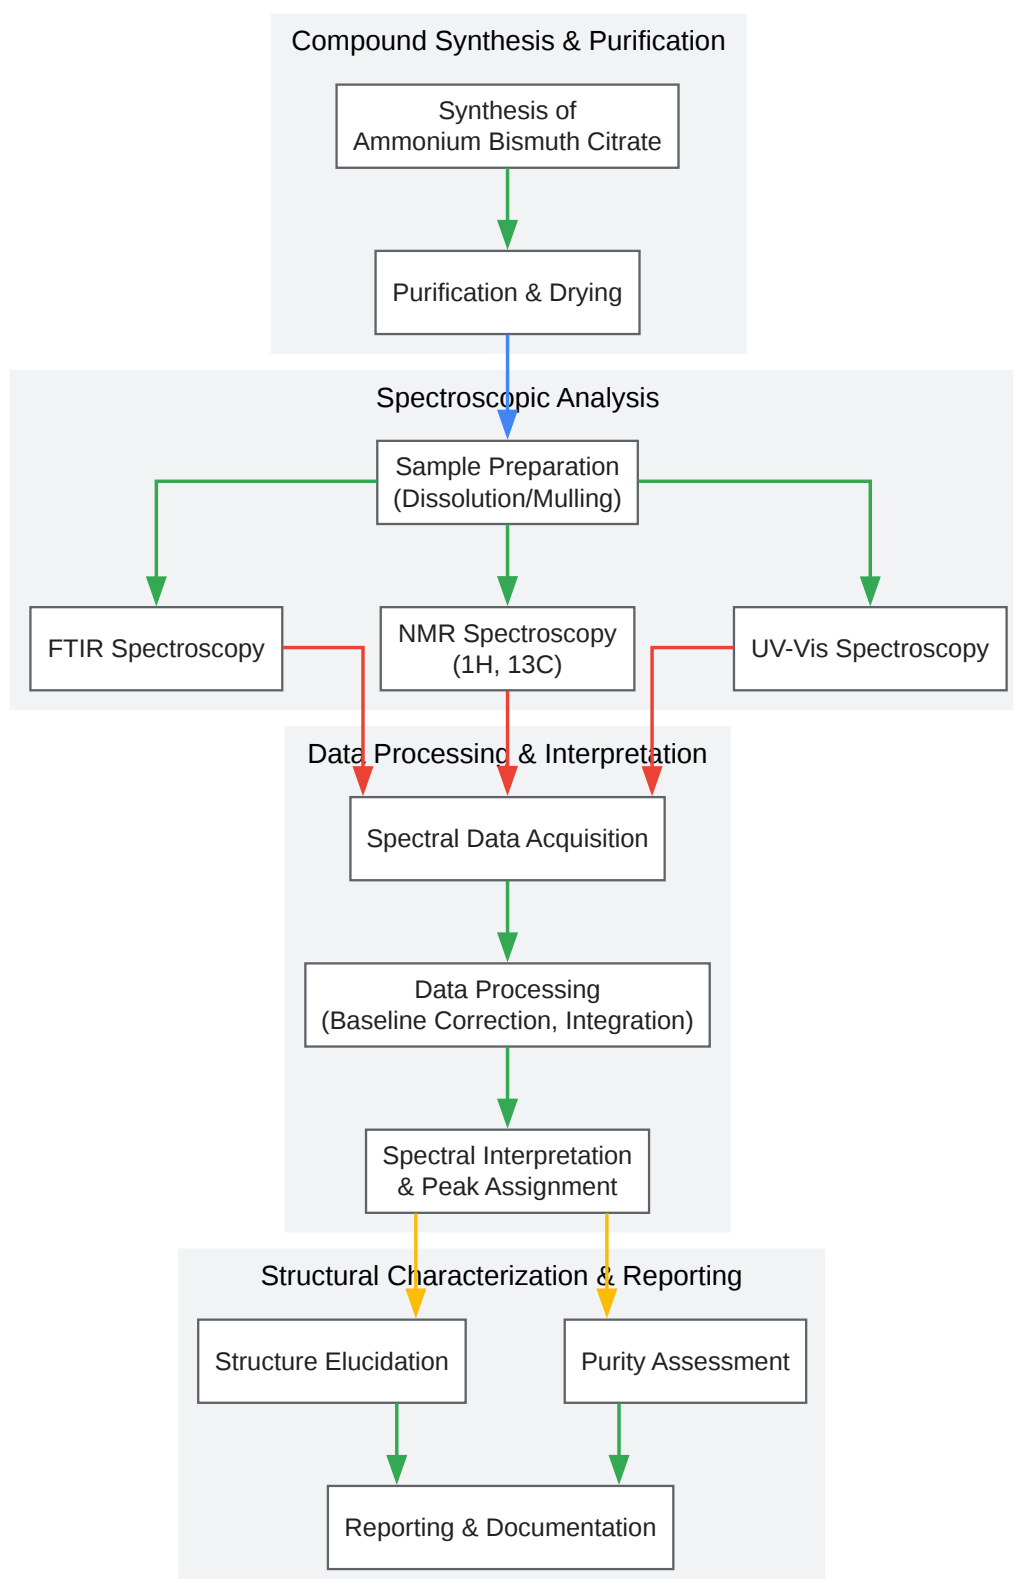 Compound Synthesis & Purification
Synthesis of
Ammonium Bismuth Citrate
Purification & Drying
Spectroscopic Analysis
Sample Preparation
(Dissolution/Mulling)
FTIR Spectroscopy
NMR Spectroscopy
(1H, 13C)
UV-Vis Spectroscopy
Data Processing & Interpretation
Spectral Data Acquisition
Data Processing
(Baseline Correction, Integration)
Spectral Interpretation
& Peak Assignment
Structural Characterization & Reporting
Structure Elucidation
Purity Assessment
Reporting & Documentation